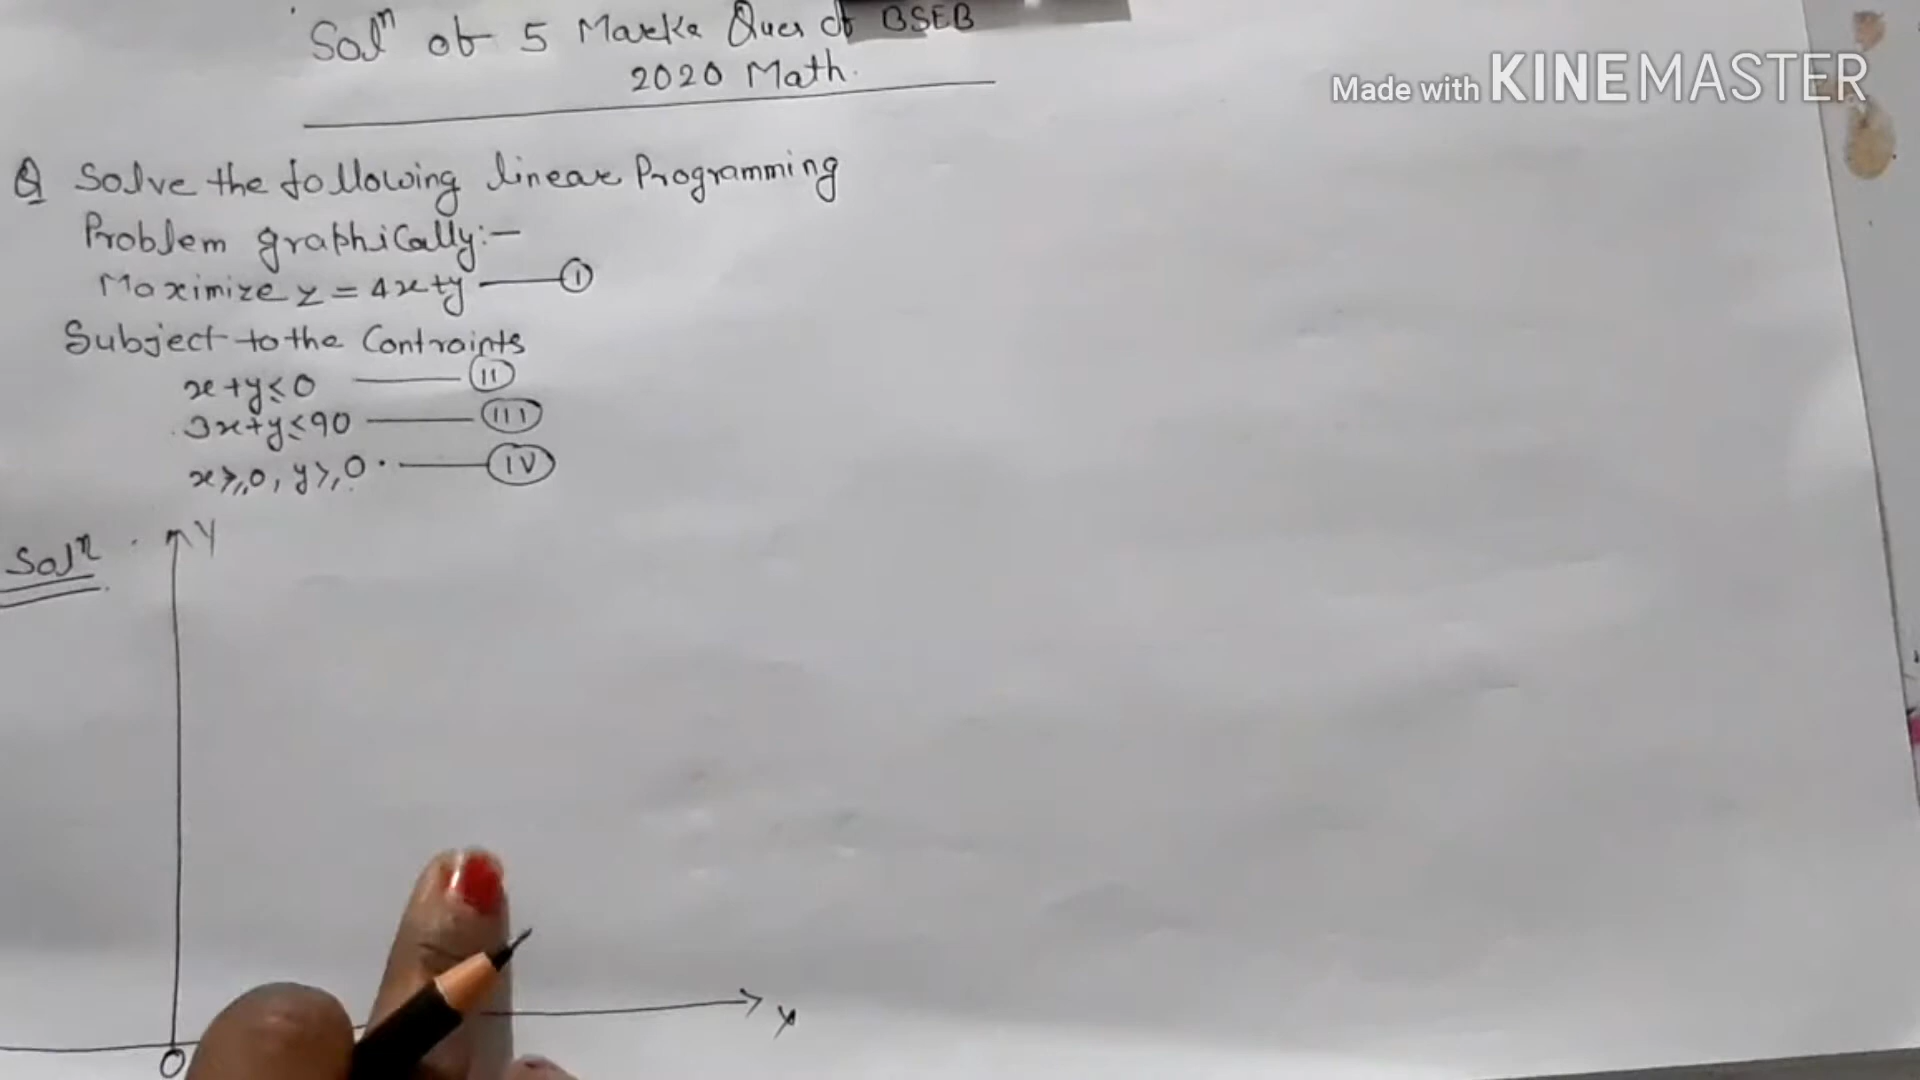 Solⁿ of 5 Marks Ques of BSEB
2020 Math.
Made with KINEMASTER
Q Solve the following linear Programming
Problem graphically:-
Maximize z = 4x+y — I
Subject to the Contraints
x+y≤0 — II
3x+y≤90 — III
x≥0, y≥0. — IV
Solⁿ
Y
X
O